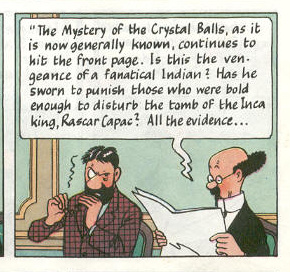 "The Mystery of the Crystal Balls, as it
is now generally known, continues to
hit the front page. Is this the ven-
geance of a fanatical Indian? Has he
sworn to punish those who were bold
enough to disturb the tomb of the Inca
king, Rascar Capac? All the evidence...